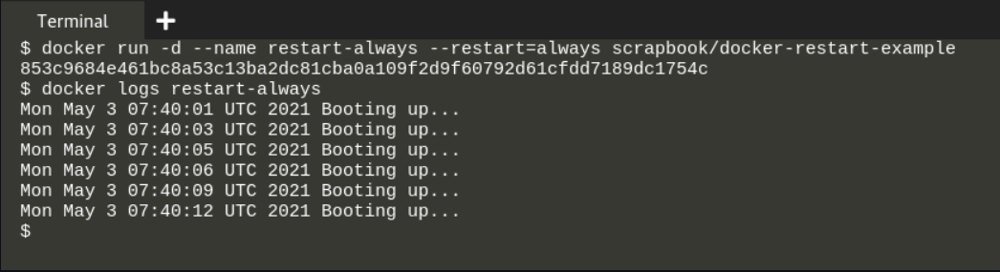 Terminal +
$ docker run -d --name restart-always --restart=always scrapbook/docker-restart-example
853c9684e461bc8a53c13ba2dc81cba0a109f2d9f60792d61cfdd7189dc1754c
$ docker logs restart-always
Mon May 3 07:40:01 UTC 2021 Booting up...
Mon May 3 07:40:03 UTC 2021 Booting up...
Mon May 3 07:40:05 UTC 2021 Booting up...
Mon May 3 07:40:06 UTC 2021 Booting up...
Mon May 3 07:40:09 UTC 2021 Booting up...
Mon May 3 07:40:12 UTC 2021 Booting up...
$